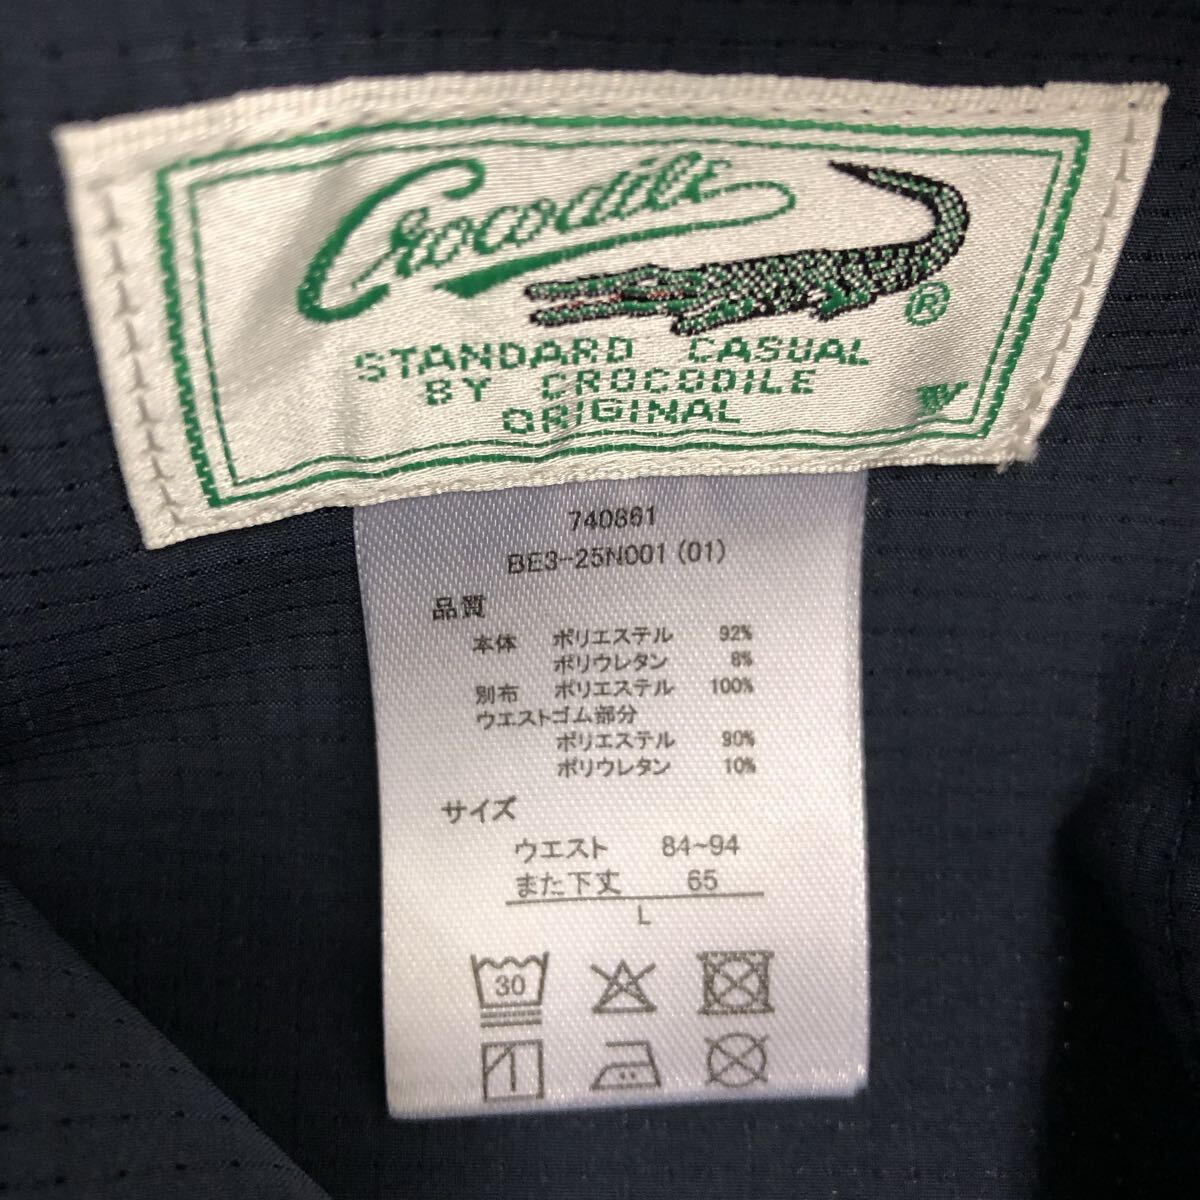 Crocodile
®
STANDARD CASUAL
BY CROCODILE
ORIGINAL
740861
BE3-25N001 (01)
品質
本体 ポリエステル 92%
ポリウレタン 8%
別布 ポリエステル 100%
ウエストゴム部分
ポリエステル 90%
ポリウレタン 10%
サイズ
ウエスト 84~94
また下丈 65
L
30